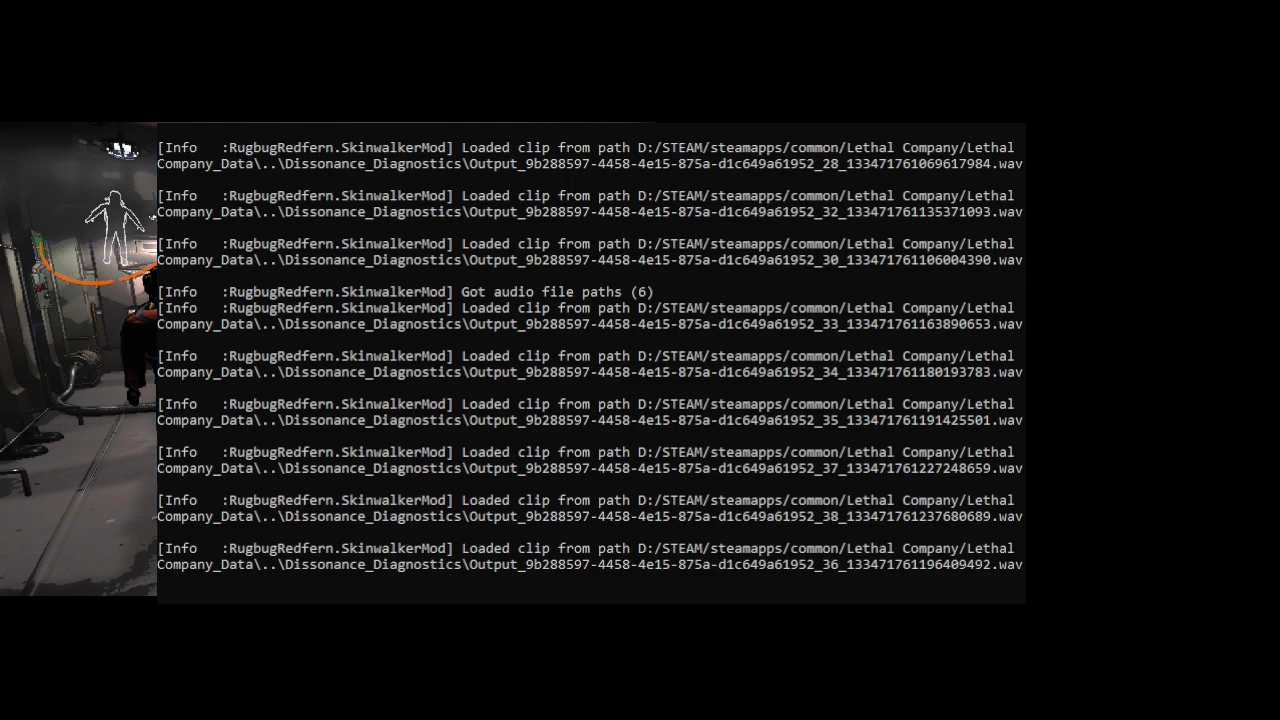 [Info   :RugbugRedfern.SkinwalkerMod] Loaded clip from path D:/STEAM/steamapps/common/Lethal Company/Lethal
Company_Data\..\Dissonance_Diagnostics\Output_9b288597-4458-4e15-875a-d1c649a61952_28_133471761069617984.wav
[Info   :RugbugRedfern.SkinwalkerMod] Loaded clip from path D:/STEAM/steamapps/common/Lethal Company/Lethal
Company_Data\..\Dissonance_Diagnostics\Output_9b288597-4458-4e15-875a-d1c649a61952_32_133471761135371093.wav
[Info   :RugbugRedfern.SkinwalkerMod] Loaded clip from path D:/STEAM/steamapps/common/Lethal Company/Lethal
Company_Data\..\Dissonance_Diagnostics\Output_9b288597-4458-4e15-875a-d1c649a61952_30_133471761106004390.wav
[Info   :RugbugRedfern.SkinwalkerMod] Got audio file paths (6)
[Info   :RugbugRedfern.SkinwalkerMod] Loaded clip from path D:/STEAM/steamapps/common/Lethal Company/Lethal
Company_Data\..\Dissonance_Diagnostics\Output_9b288597-4458-4e15-875a-d1c649a61952_33_133471761163890653.wav
[Info   :RugbugRedfern.SkinwalkerMod] Loaded clip from path D:/STEAM/steamapps/common/Lethal Company/Lethal
Company_Data\..\Dissonance_Diagnostics\Output_9b288597-4458-4e15-875a-d1c649a61952_34_133471761180193783.wav
[Info   :RugbugRedfern.SkinwalkerMod] Loaded clip from path D:/STEAM/steamapps/common/Lethal Company/Lethal
Company_Data\..\Dissonance_Diagnostics\Output_9b288597-4458-4e15-875a-d1c649a61952_35_133471761191425501.wav
[Info   :RugbugRedfern.SkinwalkerMod] Loaded clip from path D:/STEAM/steamapps/common/Lethal Company/Lethal
Company_Data\..\Dissonance_Diagnostics\Output_9b288597-4458-4e15-875a-d1c649a61952_37_133471761227248659.wav
[Info   :RugbugRedfern.SkinwalkerMod] Loaded clip from path D:/STEAM/steamapps/common/Lethal Company/Lethal
Company_Data\..\Dissonance_Diagnostics\Output_9b288597-4458-4e15-875a-d1c649a61952_38_133471761237680689.wav
[Info   :RugbugRedfern.SkinwalkerMod] Loaded clip from path D:/STEAM/steamapps/common/Lethal Company/Lethal
Company_Data\..\Dissonance_Diagnostics\Output_9b288597-4458-4e15-875a-d1c649a61952_36_133471761196409492.wav